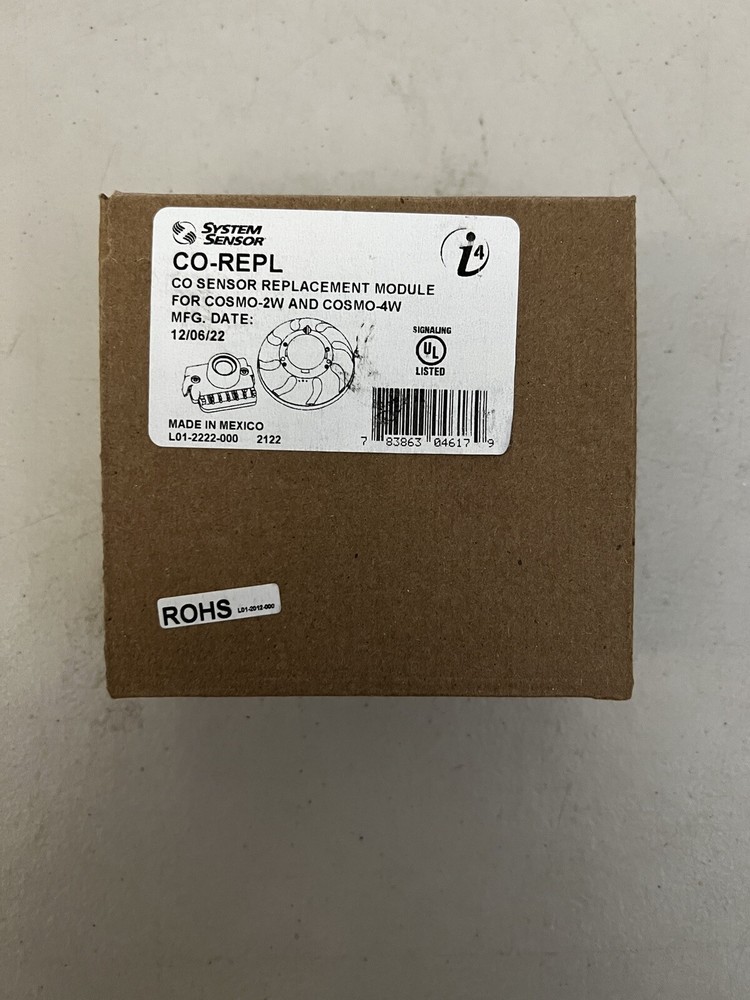 SYSTEM
SENSOR
i4
CO-REPL
CO SENSOR REPLACEMENT MODULE
FOR COSMO-2W AND COSMO-4W
MFG. DATE:
12/06/22
SIGNALING
UL
LISTED
MADE IN MEXICO
L01-2222-000 2122
7 83863 04617 9
ROHS L01-2012-000